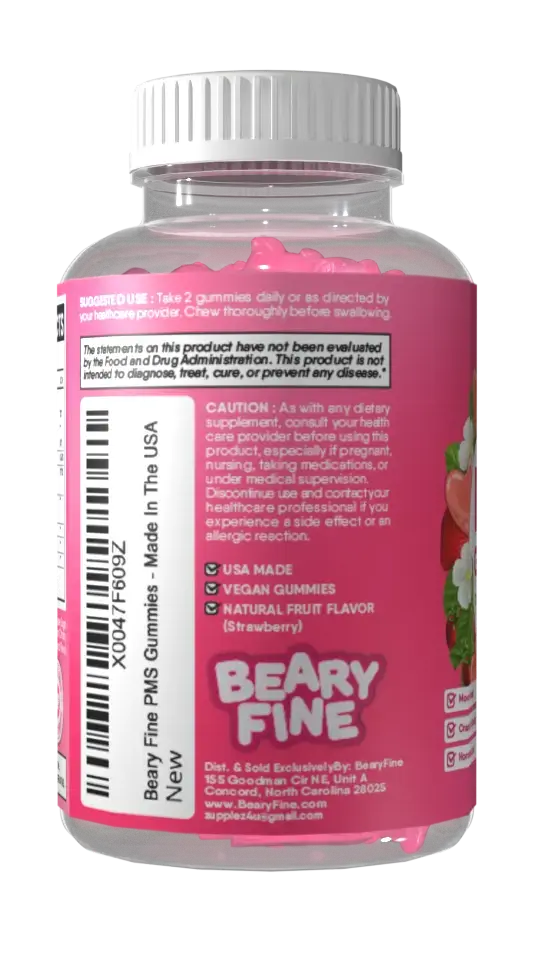 SUGGESTED USE : Take 2 gummies daily or as directed by
your healthcare provider. Chew thoroughly before swallowing.
The statements on this product have not been evaluated
by the Food and Drug Administration. This product is not
intended to diagnose, treat, cure, or prevent any disease.*
X0047F609Z
Beary Fine PMS Gummies - Made In The USA
New
CAUTION : As with any dietary
supplement, consult your health
care provider before using this
product, especially if pregnant,
nursing, taking medications, or
under medical supervision.
Discontinue use and contact your
healthcare professional if you
experience a side effect or an
allergic reaction.
USA MADE
VEGAN GUMMIES
NATURAL FRUIT FLAVOR
(Strawberry)
BEARY
FINE
Dist. & Sold Exclusively By: BearyFine
155 Goodman Cir NE, Unit A
Concord, North Carolina 28025
www.BearyFine.com
zupplez4u@gmail.com